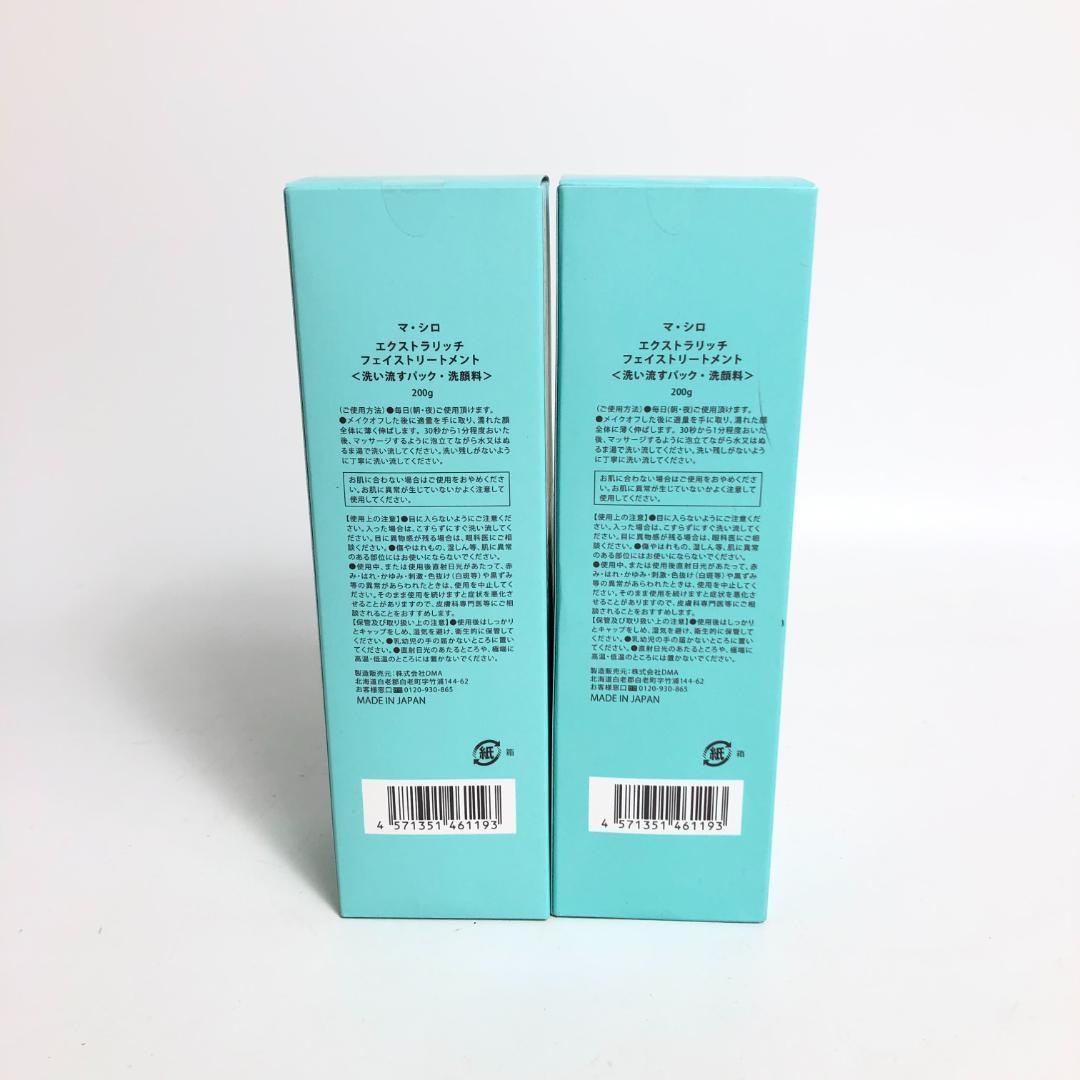 マ・シロ
エクストラリッチ
フェイストリートメント
<洗い流すパック・洗顔料>
200g
(ご使用方法)●毎日(朝・夜)ご使用頂けます。
●メイクオフした後に適量を手に取り、濡れた顔
全体に薄く伸ばします。30秒から1分程度おいた
後、マッサージするように泡立てながら水又はぬ
るま湯で洗い流してください。洗い残しがないよう
に丁寧に洗い流してください。
お肌に合わない場合はご使用をおやめくださ
い。お肌に異常が生じていないかよく注意して
使用してください。
【使用上の注意】●目に入らないようにご注意くだ
さい。入った場合は、こすらずにすぐ洗い流してく
ださい。目に異物感が残る場合は、眼科医にご相
談ください。●傷やはれもの、湿しん等、肌に異常
のある部位にはお使いにならないでください。
●使用中、または使用後直射日光があたって、赤
み・はれ・かゆみ・刺激・色抜け(白斑等)や黒ずみ
等の異常があらわれたときは、使用を中止してく
ださい。そのまま使用を続けますと症状を悪化さ
せることがありますので、皮膚科専門医等にご相
談されることをおすすめします。
【保管及び取り扱い上の注意】●使用後はしっかり
とキャップをしめ、湿気を避け、衛生的に保管して
ください。●乳幼児の手の届かないところに置い
てください。●直射日光のあたるところや、極端に
高温・低温のところには置かないでください。
製造販売元:株式会社DMA
北海道白老郡白老町字竹浦144-62
お客様窓口 0120-930-865
MADE IN JAPAN
紙 箱
4 571351 461193
マ・シロ
エクストラリッチ
フェイストリートメント
<洗い流すパック・洗顔料>
200g
(ご使用方法)●毎日(朝・夜)ご使用頂けます。
●メイクオフした後に適量を手に取り、濡れた顔
全体に薄く伸ばします。30秒から1分程度おいた
後、マッサージするように泡立てながら水又はぬ
るま湯で洗い流してください。洗い残しがないよう
に丁寧に洗い流してください。
お肌に合わない場合はご使用をおやめくださ
い。お肌に異常が生じていないかよく注意して
使用してください。
【使用上の注意】●目に入らないようにご注意くだ
さい。入った場合は、こすらずにすぐ洗い流してく
ださい。目に異物感が残る場合は、眼科医にご相
談ください。●傷やはれもの、湿しん等、肌に異常
のある部位にはお使いにならないでください。
●使用中、または使用後直射日光があたって、赤
み・はれ・かゆみ・刺激・色抜け(白斑等)や黒ずみ
等の異常があらわれたときは、使用を中止してく
ださい。そのまま使用を続けますと症状を悪化さ
せることがありますので、皮膚科専門医等にご相
談されることをおすすめします。
【保管及び取り扱い上の注意】●使用後はしっかり
とキャップをしめ、湿気を避け、衛生的に保管して
ください。●乳幼児の手の届かないところに置い
てください。●直射日光のあたるところや、極端に
高温・低温のところには置かないでください。
製造販売元:株式会社DMA
北海道白老郡白老町字竹浦144-62
お客様窓口 0120-930-865
MADE IN JAPAN
紙 箱
4 571351 461193